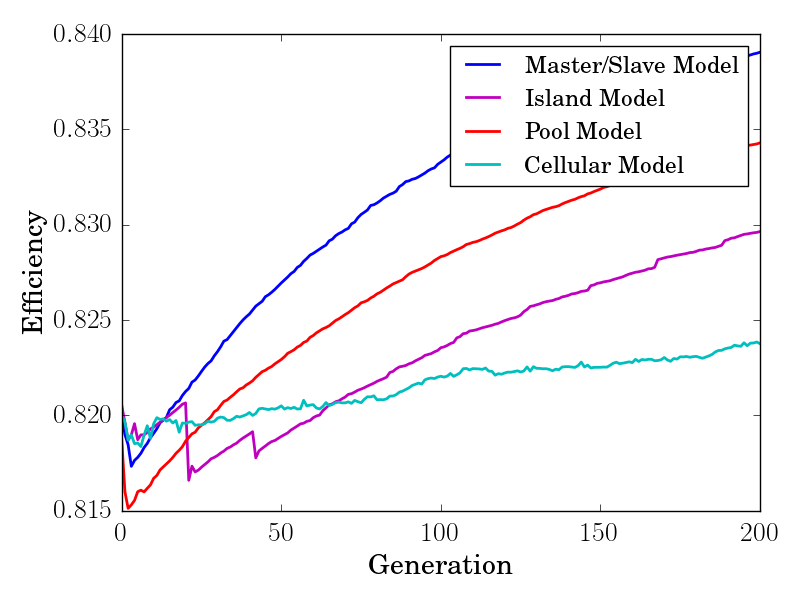 0.840
0.835
0.830
0.825
0.820
0.815
Efficiency
0
50
100
150
200
Generation
Master/Slave Model
Island Model
Pool Model
Cellular Model